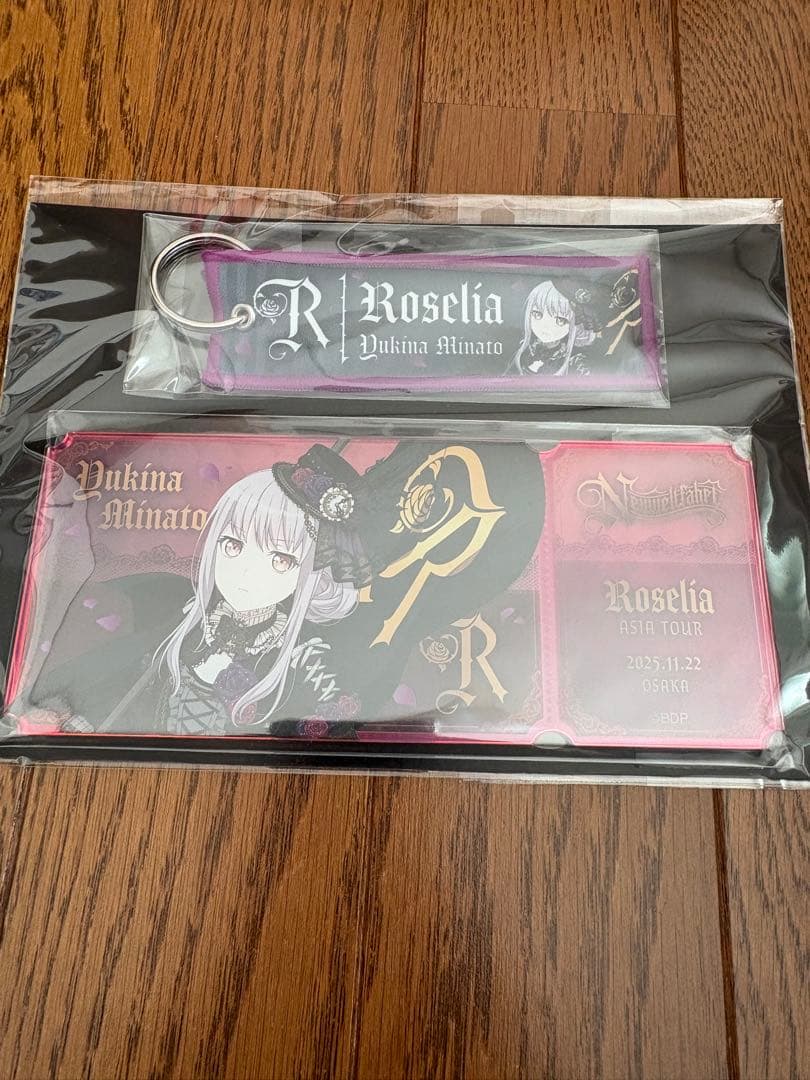 R
Roselia
Yukina Minato
Yukina
Minato
R
Neuweltfahrt
Roselia
ASIA TOUR
2025.11.22
OSAKA
©BDP